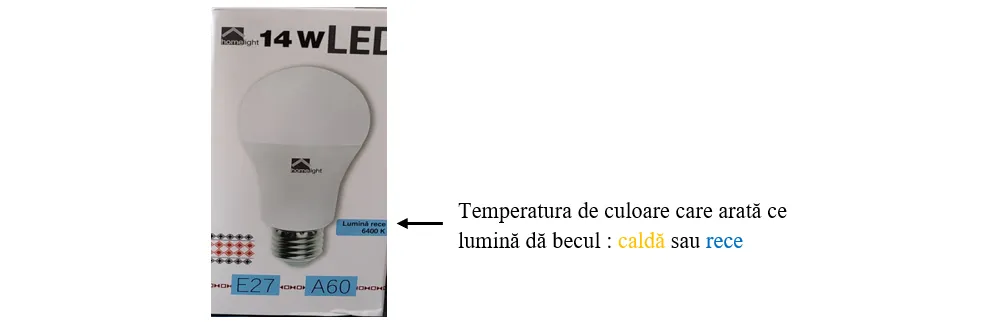 homelight 14W LED
homelight
Lumină rece
6400 K
E27 A60
Temperatura de culoare care arată ce
lumină dă becul : caldă sau rece